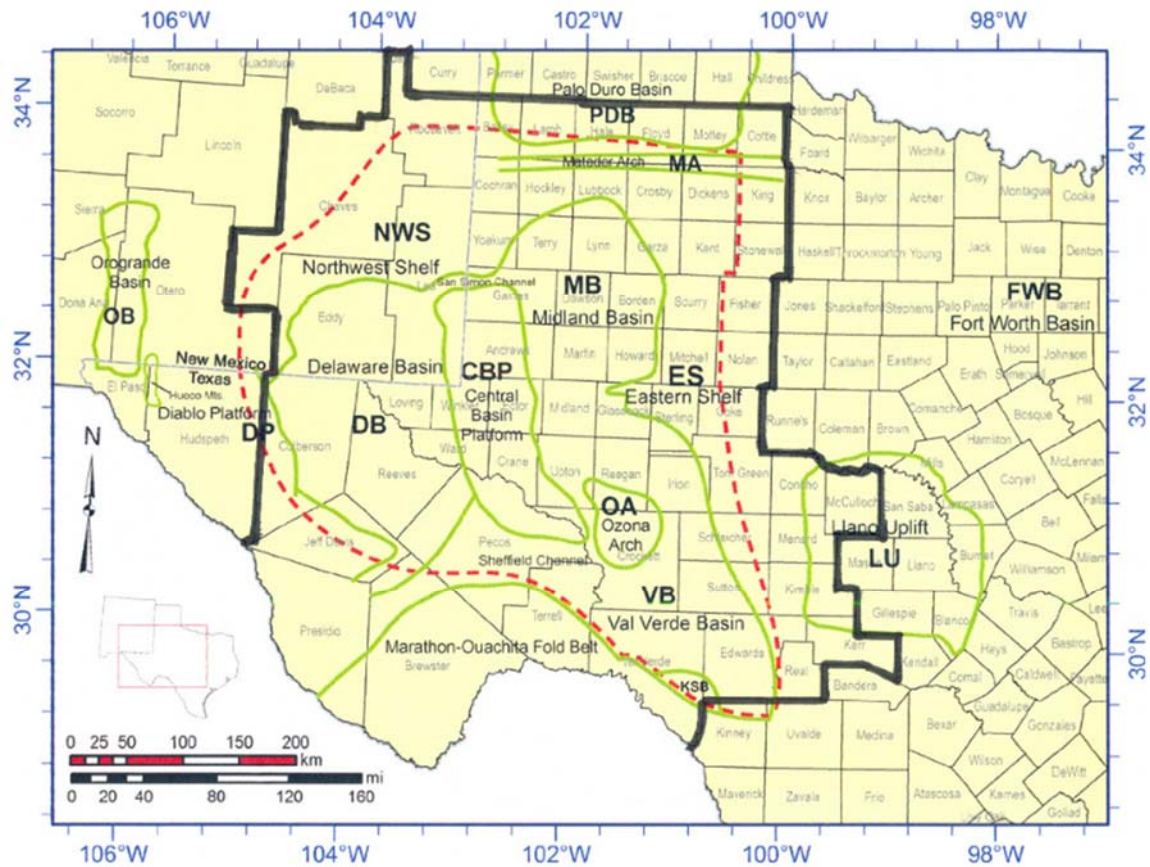 106°W 104°W 102°W 100°W 98°W
Valencia Torrance Guadalupe Curry Parmer Castro Swisher Briscoe Hall Childress
DeBaca
Palo Duro Basin
34°N
Socorro
PDB
Hardeman
Roosevelt Bailey Lamb Hale Floyd Motley Cottle
Wilbarger Wichita
34°N
Lincoln
Foard
Matador Arch MA
Clay Montague Cooke
Cochran Hockley Lubbock Crosby Dickens King Knox Baylor Archer
Sierra
Chaves
NWS
Yoakum Terry Lynn Garza Kent Stonewall Haskell Throckmorton Young Jack Wise Denton
Orogrande
Basin
Otero
Northwest Shelf
Lea San Simon Channel
Gaines
MB
Dawson Borden Scurry Fisher Jones Shackelford Stephens Palo Pinto Parker Tarrant
FWB
Dona Ana
OB
Eddy
Midland Basin
Fort Worth Basin
32°N
New Mexico
Texas
Delaware Basin
Andrews Martin Howard Mitchell Nolan Taylor Callahan Eastland Erath Somervell Hood Johnson
CBP
Central
Basin
Platform
ES
Eastern Shelf
El Paso
Hueco Mts.
Diablo Platform
Loving Winkler Ector Midland Glasscock Sterling Coke Runnels Coleman Brown Comanche Bosque Hill
32°N
N
Hudspeth
DP
Culberson
DB
Ward
Crane
Hamilton
Reeves
Upton Reagan Irion Tom Green Concho
McCulloch San Saba Mills Lampasas Coryell McLennan Falls
OA
Ozona
Arch
Llano Uplift
Bell
Jeff Davis
Pecos
Crockett
Schleicher Menard
Sheffield Channel
LU
Mason Llano Burnet Williamson Milam
VB
Sutton Kimble
30°N
Gillespie Blanco Travis Lee
Presidio
Terrell
Val Verde Basin
Marathon-Ouachita Fold Belt
Brewster
Val Verde Edwards Real Kerr Kendall Hays Bastrop
30°N
KSB
Bandera
Comal Caldwell Fayette
Guadalupe
Kinney Uvalde Medina Bexar Gonzales
0 25 50 100 150 200
km
Wilson
mi
DeWitt
0 20 40 80 120 160
Maverick Zavala Frio Atascosa Karnes
Goliad
106°W 104°W 102°W 100°W 98°W